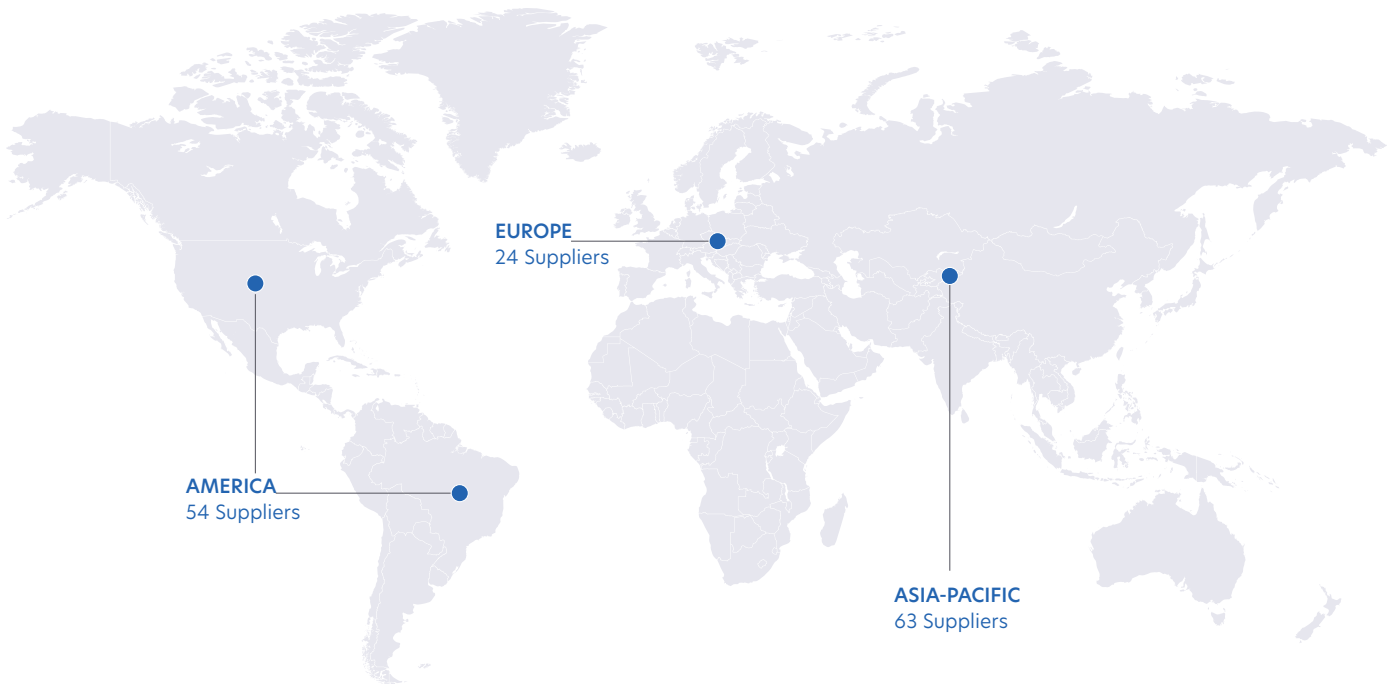 EUROPE
24 Suppliers
AMERICA
54 Suppliers
ASIA-PACIFIC
63 Suppliers